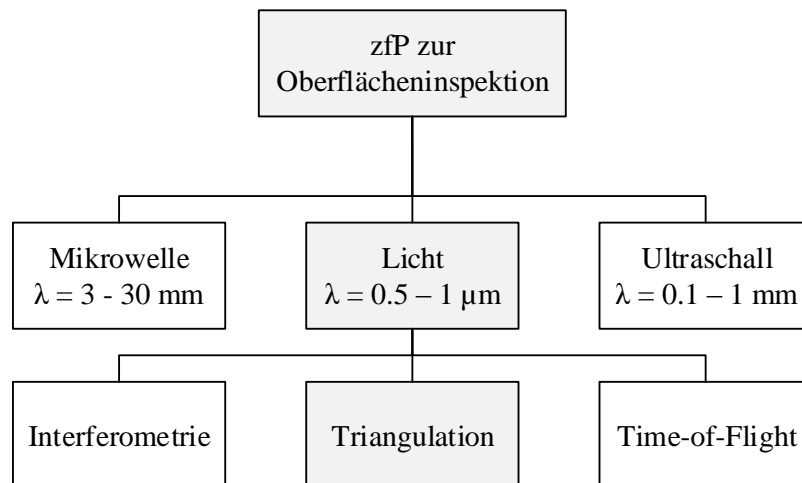 zfP zur
Oberflächeninspektion
Mikrowelle
λ = 3 - 30 mm
Licht
λ = 0.5 – 1 µm
Ultraschall
λ = 0.1 – 1 mm
Interferometrie
Triangulation
Time-of-Flight